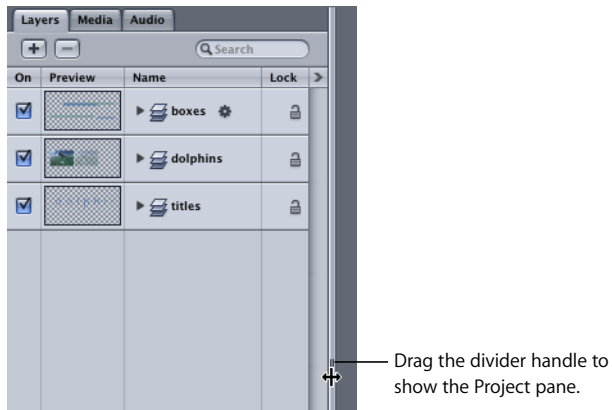 Layers Media Audio
Search
On Preview Name Lock
boxes
dolphins
titles
Drag the divider handle to
show the Project pane.